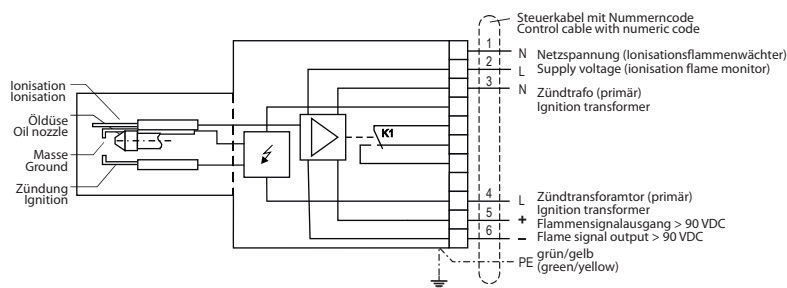 Steuerkabel mit Nummerncode
Control cable with numeric code
1
N Netzspannung (Ionisationsflammenwächter)
2
L Supply voltage (ionisation flame monitor)
3
N Zündtrafo (primär)
Ignition transformer
Ionisation
Ionisation
Öldüse
Oil nozzle
Masse
Ground
Zündung
Ignition
K1
4
L Zündtransforamtor (primär)
5
Ignition transformer
+ Flammensignalausgang > 90 VDC
6
– Flame signal output > 90 VDC
PE grün/gelb
(green/yellow)